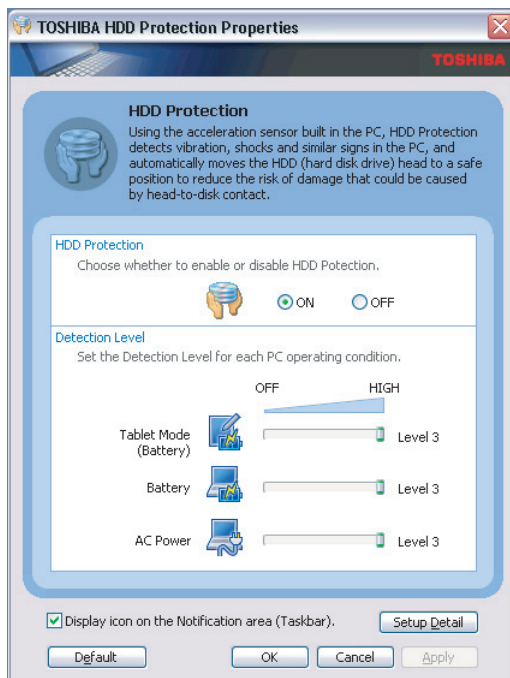 TOSHIBA HDD Protection Properties
TOSHIBA
HDD Protection
Using the acceleration sensor built in the PC, HDD Protection
detects vibration, shocks and similar signs in the PC, and
automatically moves the HDD (hard disk drive) head to a safe
position to reduce the risk of damage that could be caused
by head-to-disk contact.
HDD Protection
Choose whether to enable or disable HDD Potection.
ON OFF
Detection Level
Set the Detection Level for each PC operating condition.
OFF HIGH
Tablet Mode
(Battery)
Level 3
Battery Level 3
AC Power Level 3
Display icon on the Notification area (Taskbar).
Setup Detail
Default OK Cancel Apply